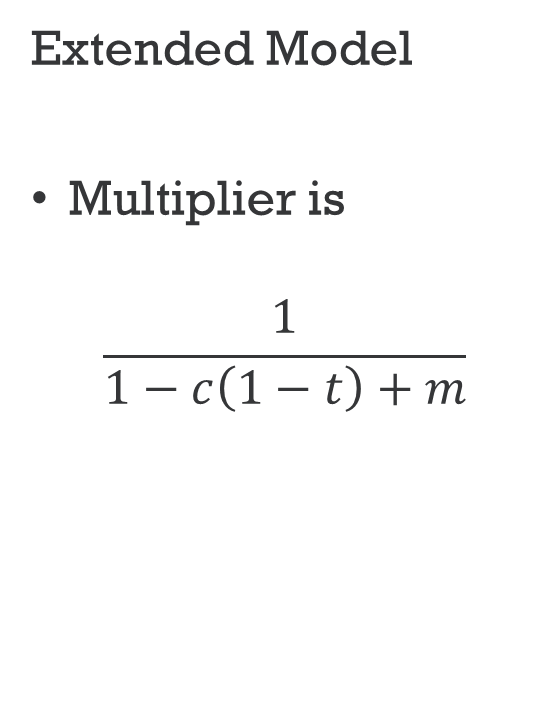 Extended Model
• Multiplier is
1
1 − c(1 − t) + m